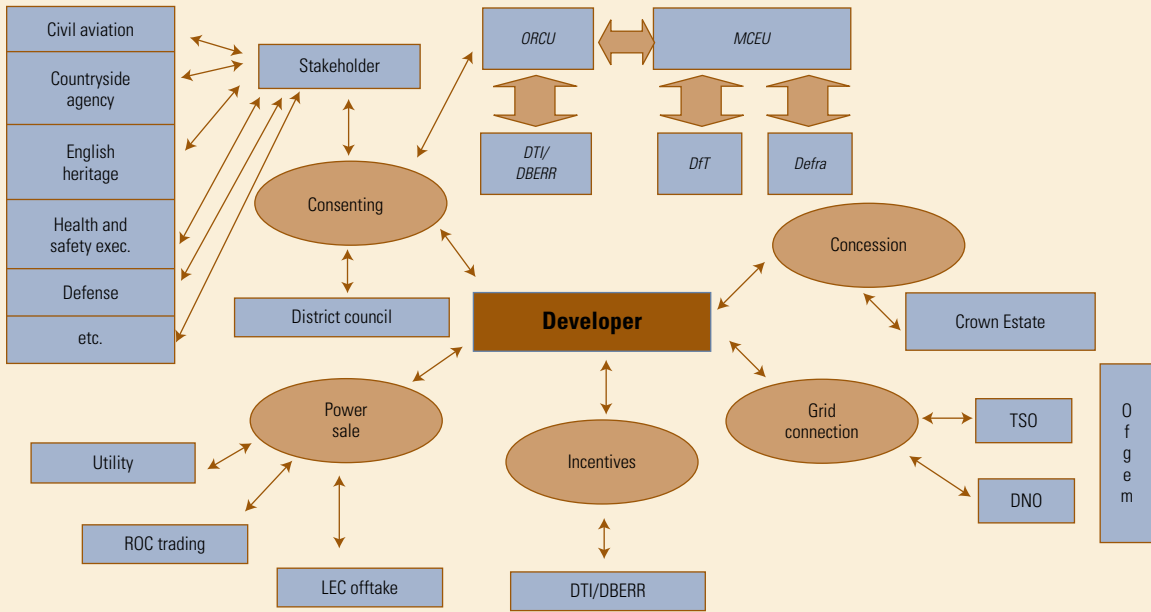 Civil aviation
Countryside
agency
English
heritage
Health and
safety exec.
Defense
etc.
Stakeholder
ORCU
MCEU
DTI/
DBERR
DfT
Defra
Consenting
District council
Developer
Concession
Crown Estate
Power
sale
Utility
ROC trading
LEC offtake
Incentives
DTI/DBERR
Grid
connection
TSO
DNO
O
f
g
e
m